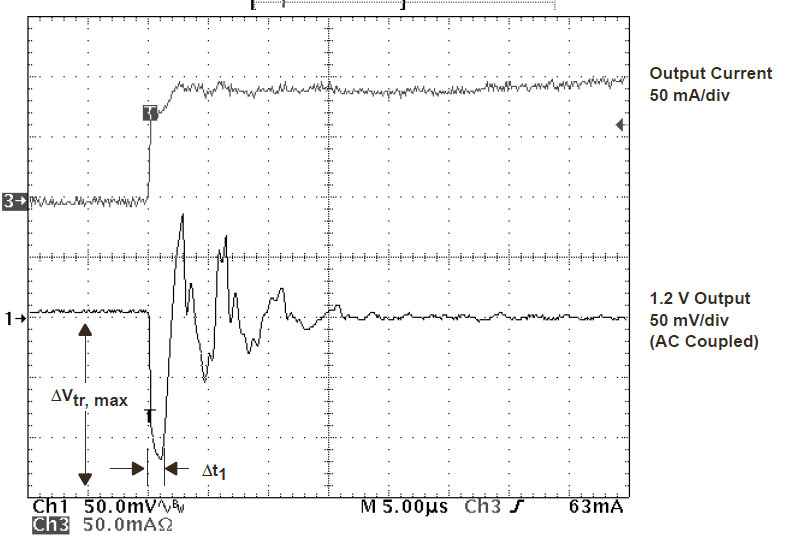 Output Current
50 mA/div
T
3→
1.2 V Output
50 mV/div
(AC Coupled)
1→
ΔVtr, max
T
Δt1
Ch1 50.0mV∿BW M 5.00µs Ch3 ƒ 63mA
Ch3 50.0mAΩ